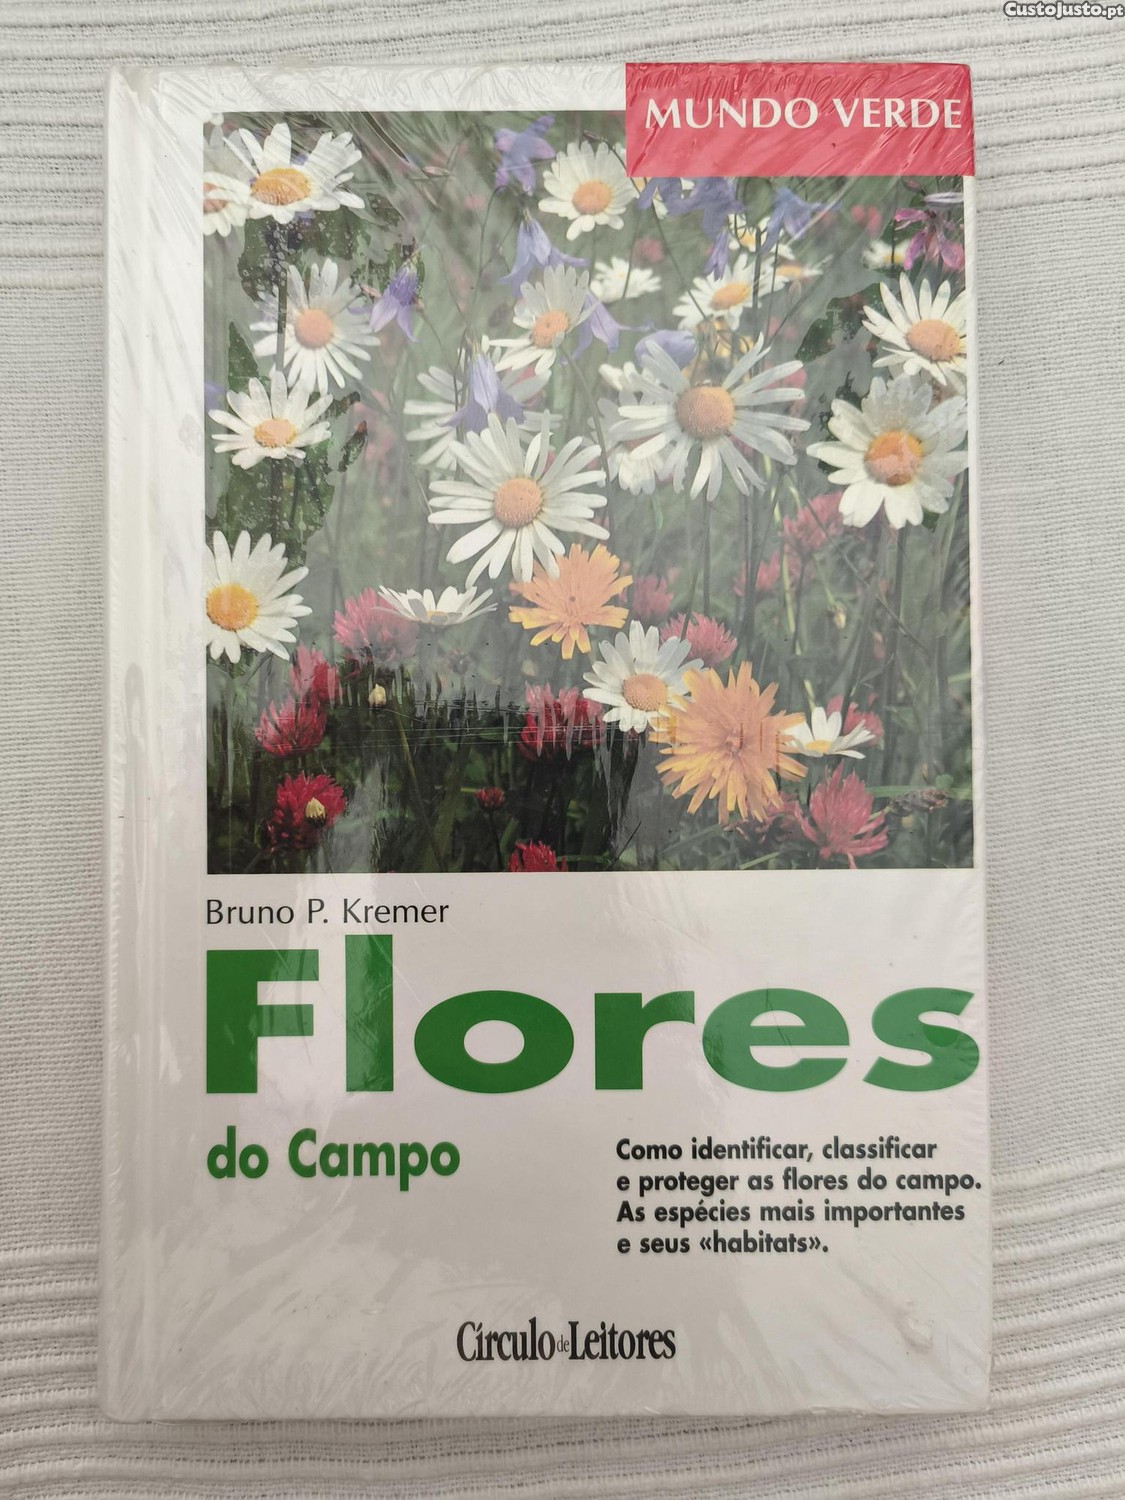 CustoJusto.pt
MUNDO VERDE
Bruno P. Kremer
Flores
do Campo
Como identificar, classificar
e proteger as flores do campo.
As espécies mais importantes
e seus «habitats».
Círculo de Leitores